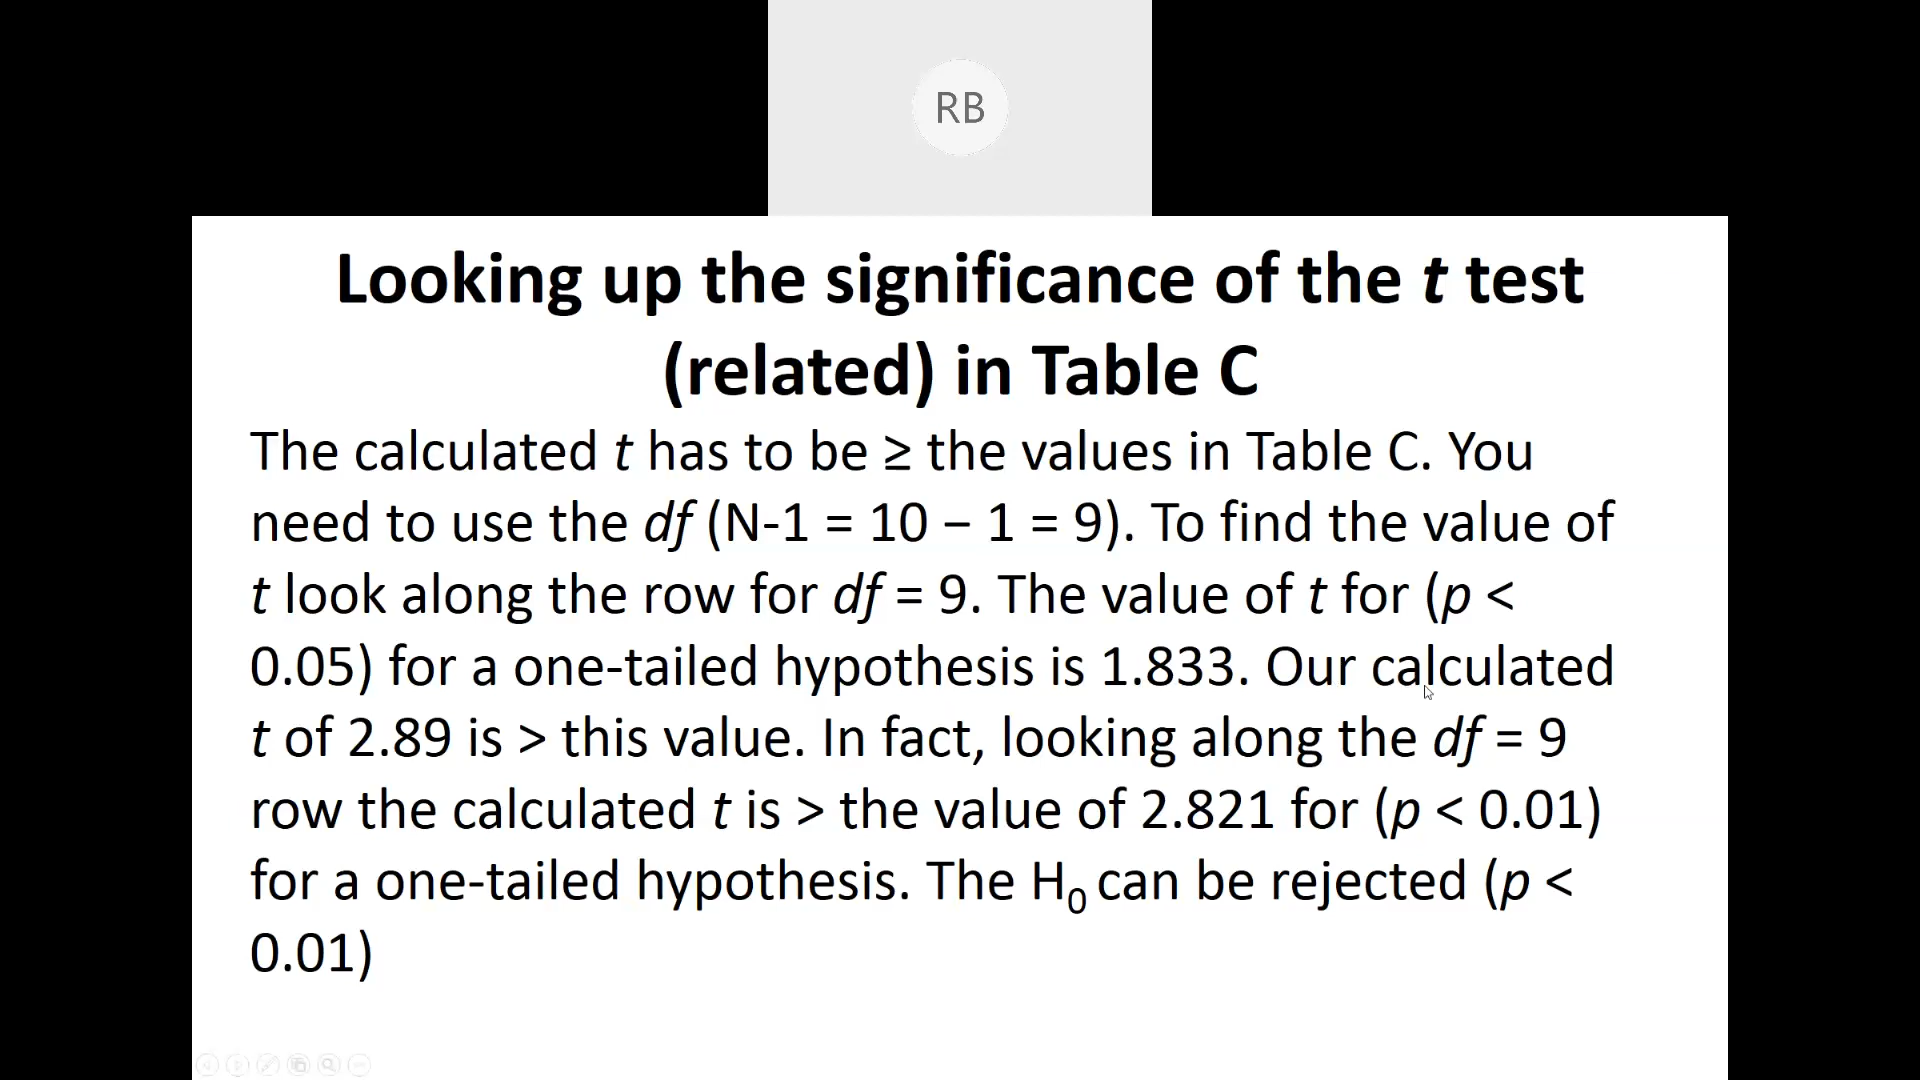 RB
Looking up the significance of the t test
(related) in Table C
The calculated t has to be ≥ the values in Table C. You
need to use the df (N-1 = 10 – 1 = 9). To find the value of
t look along the row for df = 9. The value of t for (p <
0.05) for a one-tailed hypothesis is 1.833. Our calculated
t of 2.89 is > this value. In fact, looking along the df = 9
row the calculated t is > the value of 2.821 for (p < 0.01)
for a one-tailed hypothesis. The H₀ can be rejected (p <
0.01)